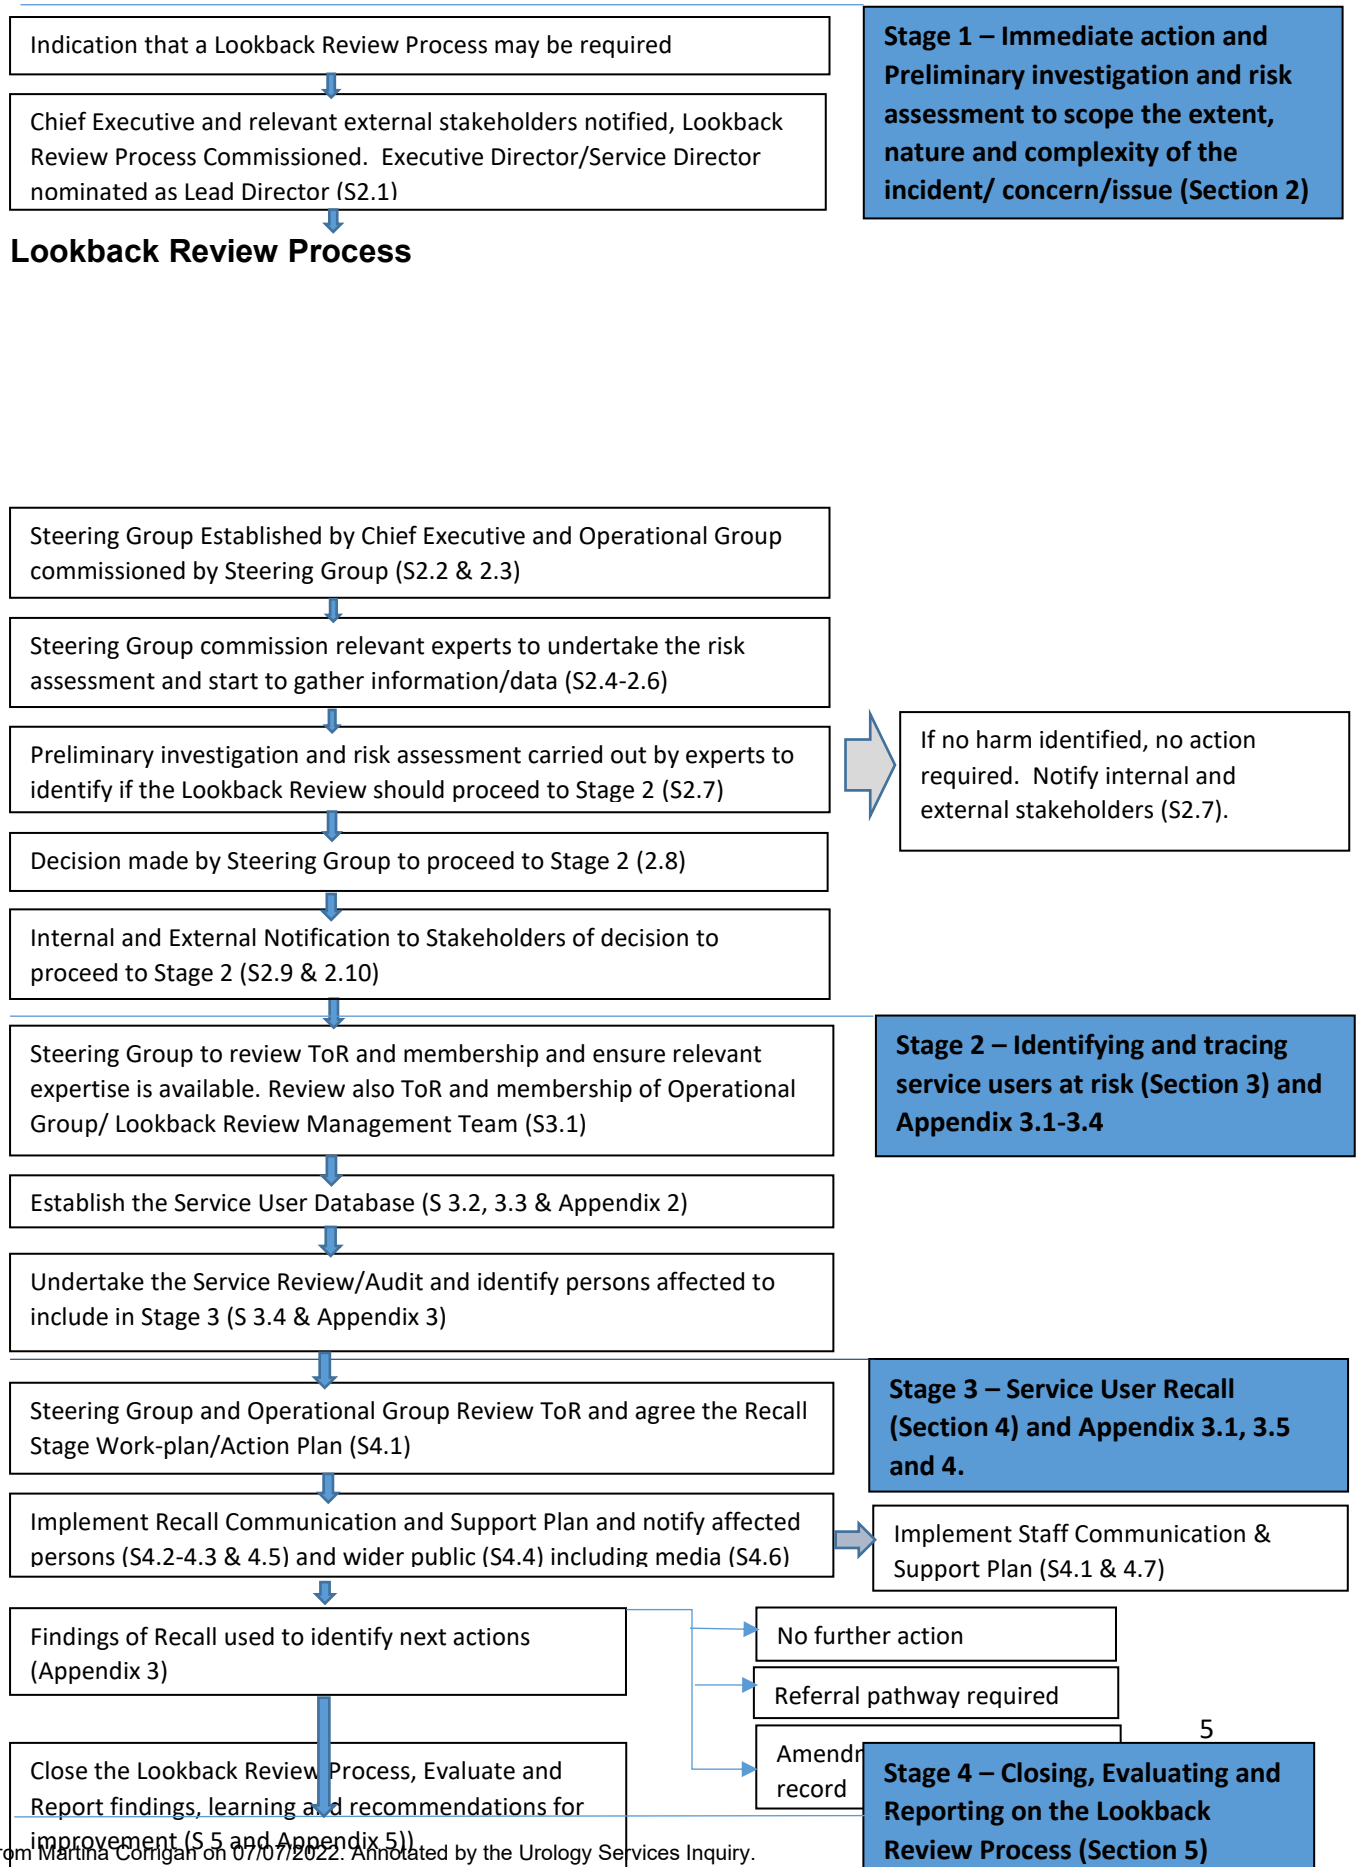 Indication that a Lookback Review Process may be required
Stage 1 – Immediate action and
Preliminary investigation and risk
assessment to scope the extent,
nature and complexity of the
incident/ concern/issue (Section 2)
Chief Executive and relevant external stakeholders notified, Lookback
Review Process Commissioned. Executive Director/Service Director
nominated as Lead Director (S2.1)
Lookback Review Process
Steering Group Established by Chief Executive and Operational Group
commissioned by Steering Group (S2.2 & 2.3)
Steering Group commission relevant experts to undertake the risk
assessment and start to gather information/data (S2.4-2.6)
Preliminary investigation and risk assessment carried out by experts to
identify if the Lookback Review should proceed to Stage 2 (S2.7)
If no harm identified, no action
required. Notify internal and
external stakeholders (S2.7).
Decision made by Steering Group to proceed to Stage 2 (2.8)
Internal and External Notification to Stakeholders of decision to
proceed to Stage 2 (S2.9 & 2.10)
Steering Group to review ToR and membership and ensure relevant
expertise is available. Review also ToR and membership of Operational
Group/ Lookback Review Management Team (S3.1)
Stage 2 – Identifying and tracing
service users at risk (Section 3) and
Appendix 3.1-3.4
Establish the Service User Database (S 3.2, 3.3 & Appendix 2)
Undertake the Service Review/Audit and identify persons affected to
include in Stage 3 (S 3.4 & Appendix 3)
Stage 3 – Service User Recall
(Section 4) and Appendix 3.1, 3.5
and 4.
Steering Group and Operational Group Review ToR and agree the Recall
Stage Work-plan/Action Plan (S4.1)
Implement Recall Communication and Support Plan and notify affected
persons (S4.2-4.3 & 4.5) and wider public (S4.4) including media (S4.6)
Implement Staff Communication &
Support Plan (S4.1 & 4.7)
Findings of Recall used to identify next actions
(Appendix 3)
No further action
Referral pathway required
5
record
Close the Lookback Review Process, Evaluate and
Report findings, learning and recommendations for
improvement (S 5 and Appendix 5))
Stage 4 – Closing, Evaluating and
Reporting on the Lookback
Review Process (Section 5)
Martina Corrigan on 07/07/2022. Annotated by the Urology Services Inquiry.